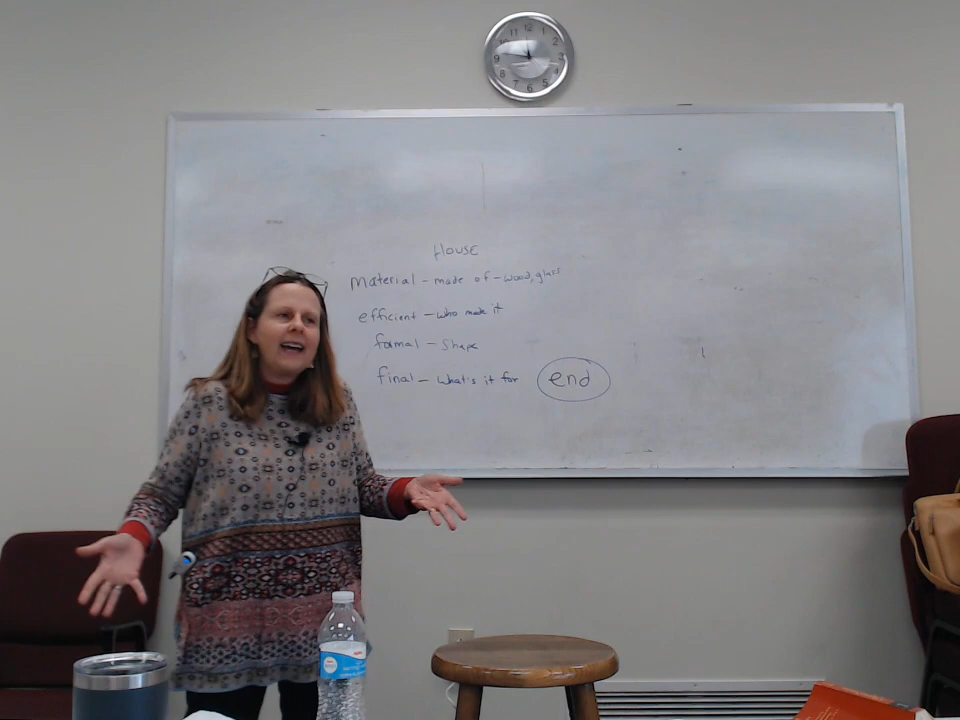 HOUSE
Material – made of – wood, glass
efficient – who made it
formal – shape
final – what's it for end